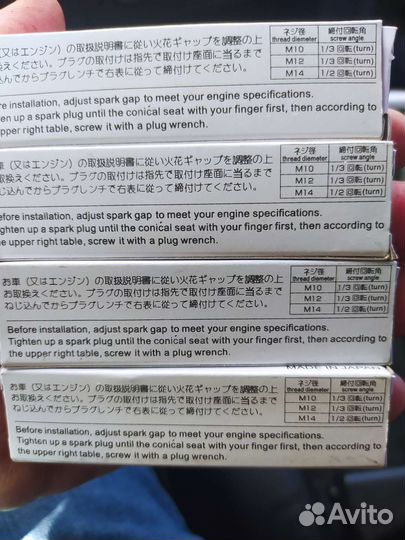 (又はエンジン)の取扱説明書に従い火花ギャップを調整の上
換えください。プラグの取付けは指先で取付け座面に当るまで
じ込んでからプラグレンチで右表に従って締付けてください。
ネジ径 締付回転角
thread diemeter screw angle
M10 1/3回転(turn)
M12 1/3回転(turn)
M14 1/2回転(turn)
Before installation, adjust spark gap to meet your engine specifications.
ten up a spark plug until the conical seat with your finger first, then according to
upper right table, screw it with a plug wrench.
車(又はエンジン)の取扱説明書に従い火花ギャップを調整の上
取換えください。プラグの取付けは指先で取付け座面に当るまで
じ込んでからプラグレンチで右表に従って締付けてください。
ネジ径 締付回転角
thread diemeter screw angle
M10 1/3回転(turn)
M12 1/3回転(turn)
M14 1/2回転(turn)
Before installation, adjust spark gap to meet your engine specifications.
ighten up a spark plug until the conical seat with your finger first, then according to
e upper right table, screw it with a plug wrench.
お車(又はエンジン)の取扱説明書に従い火花ギャップを調整の上
お取換えください。プラグの取付けは指先で取付け座面に当るまで
ねじ込んでからプラグレンチで右表に従って締付けてください。
ネジ径 締付回転角
thread diemeter screw angle
M10 1/3回転(turn)
M12 1/3回転(turn)
M14 1/2回転(turn)
Before installation, adjust spark gap to meet your engine specifications.
Tighten up a spark plug until the conical seat with your finger first, then according to
the upper right table, screw it with a plug wrench.
MADE IN JAPAN
お車(又はエンジン)の取扱説明書に従い火花ギャップを調整の上
お取換えください。プラグの取付けは指先で取付け座面に当るまで
ねじ込んでからプラグレンチで右表に従って締付けてください。
ネジ径 締付回転角
thread diemeter screw angle
M10 1/3回転(turn)
M12 1/3回転(turn)
M14 1/2回転(turn)
Before installation, adjust spark gap to meet your engine specifications.
Tighten up a spark plug until the conical seat with your finger first, then according to
the upper right table, screw it with a plug wrench.
Avito